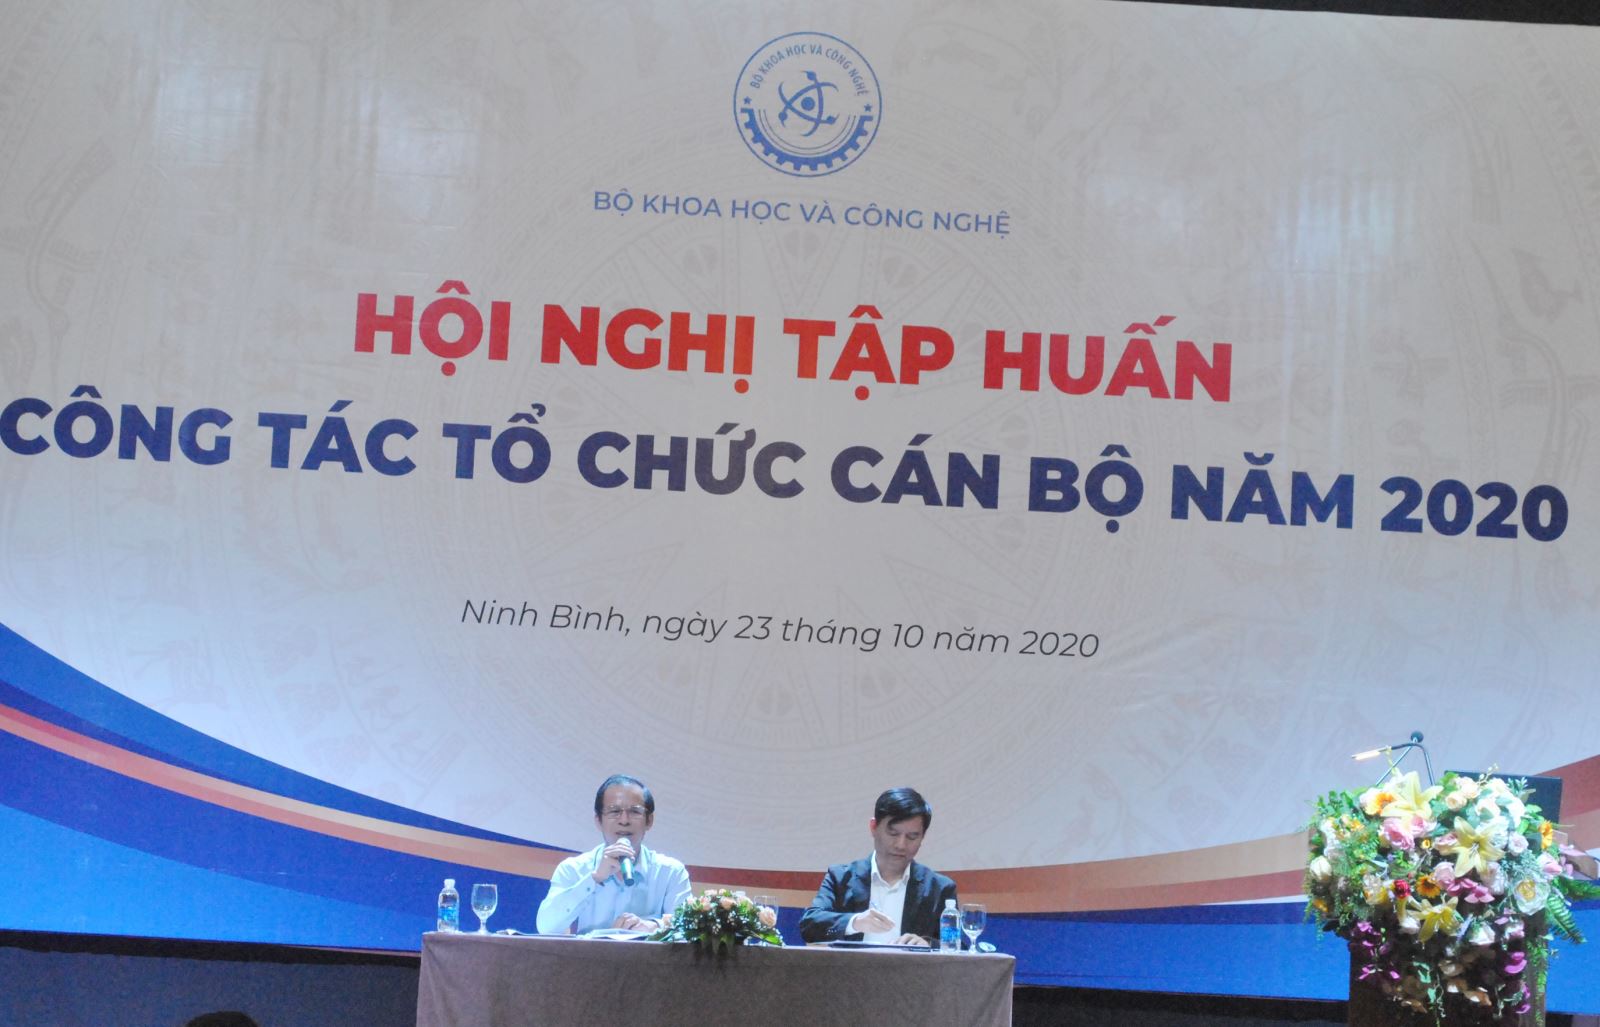 BỘ KHOA HỌC VÀ CÔNG NGHỆ
BỘ KHOA HỌC VÀ CÔNG NGHỆ
HỘI NGHỊ TẬP HUẤN
CÔNG TÁC TỔ CHỨC CÁN BỘ NĂM 2020
Ninh Bình, ngày 23 tháng 10 năm 2020